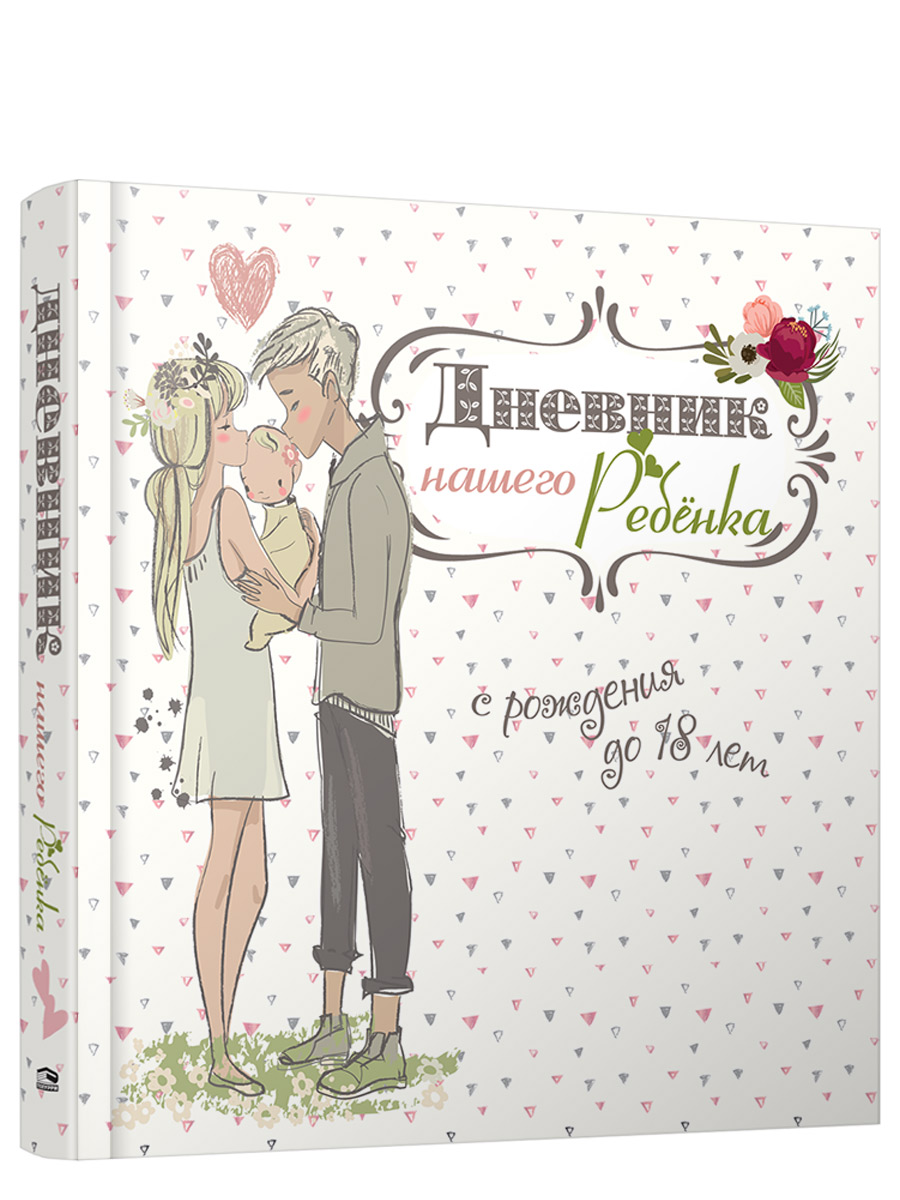 Дневник
нашего Ребёнка
с рождения
до 18 лет
Дневник нашего Ребёнка